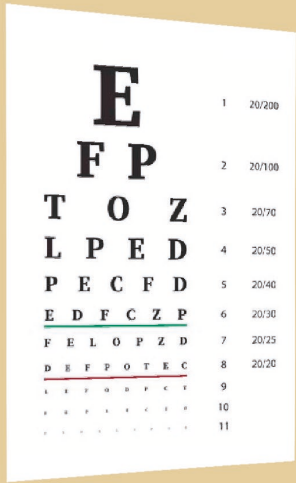 E 1 20/200
F P 2 20/100
T O Z 3 20/70
L P E D 4 20/50
P E C F D 5 20/40
E D F C Z P 6 20/30
F E L O P Z D 7 20/25
D E F P O T E C 8 20/20
9
10
11